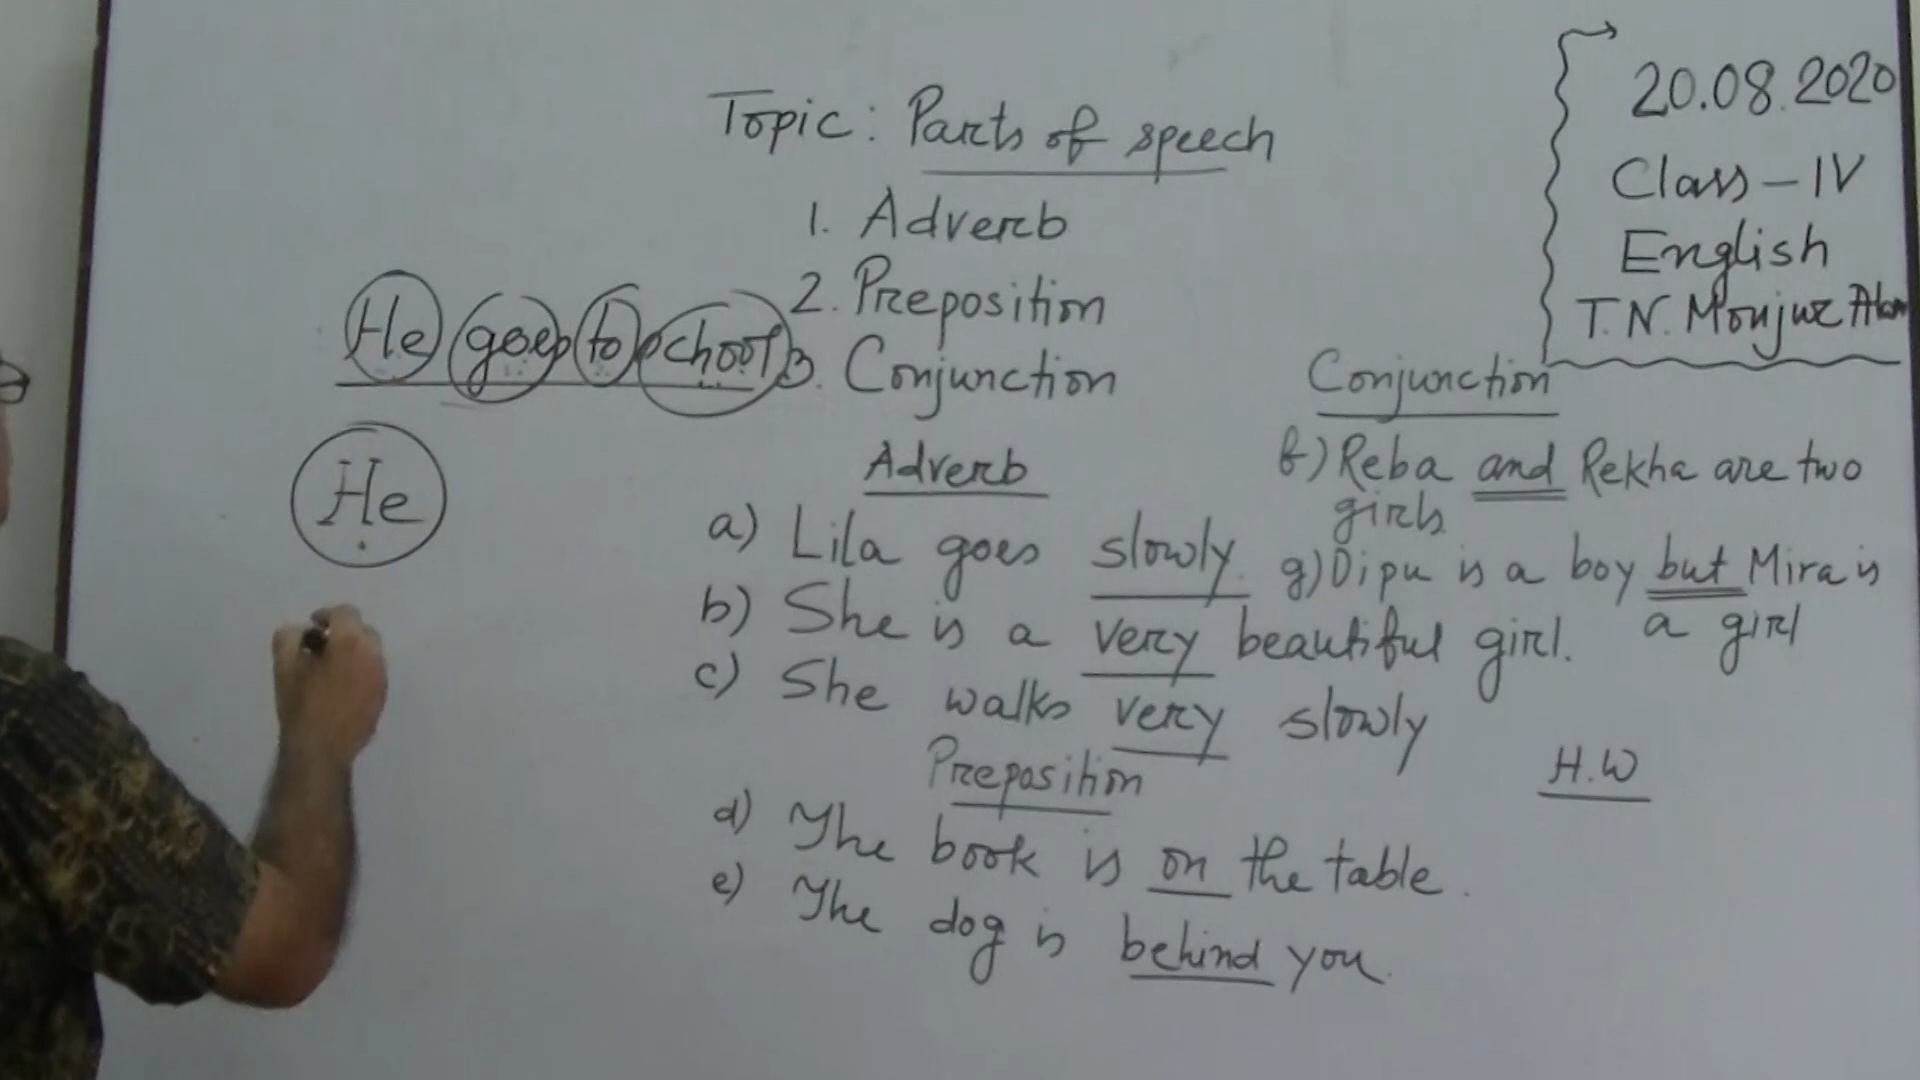 20.08.2020
Class-IV
English
T.N. Monjur Alam
Topic: Parts of speech
1. Adverb
2. Preposition
3. Conjunction
He goes to school
He
Adverb
a) Lila goes slowly.
b) She is a very beautiful girl.
c) She walks very slowly
Preposition
d) The book is on the table.
e) The dog is behind you.
Conjunction
f) Reba and Rekha are two
girls
g) Dipu is a boy but Mira is
a girl
H.W